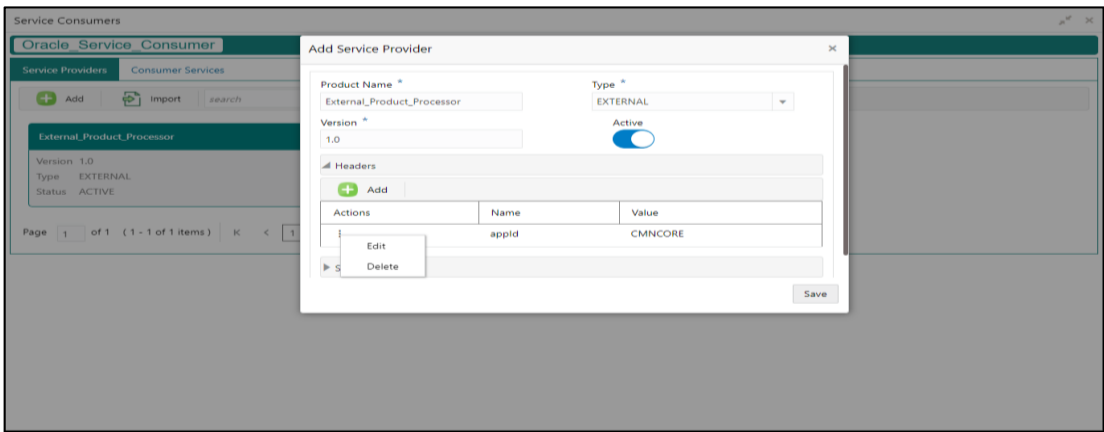 Service Consumers
Oracle_Service_Consumer
Service Providers Consumer Services
Add Import search
External_Product_Processor
Version 1.0
Type EXTERNAL
Status ACTIVE
Page 1 of 1 ( 1 - 1 of 1 items ) K < 1
Add Service Provider
Product Name * Type *
External_Product_Processor EXTERNAL
Version * Active
1.0
Headers
Add
Actions Name Value
appId CMNCORE
Edit
Delete
S
Save